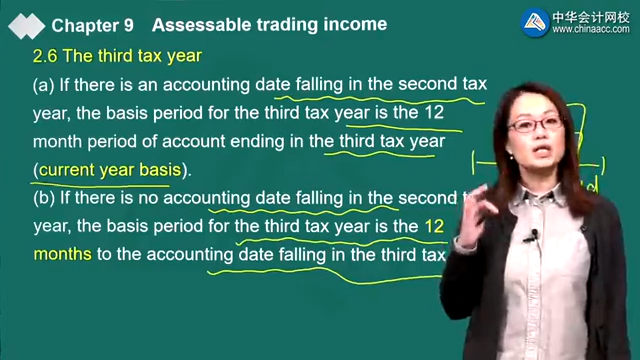 Chapter 9 Assessable trading income
中华会计网校
www.chinaacc.com
2.6 The third tax year
(a) If there is an accounting date falling in the second tax
year, the basis period for the third tax year is the 12
month period of account ending in the third tax year
(current year basis).
(b) If there is no accounting date falling in the second
year, the basis period for the third tax year is the 12
months to the accounting date falling in the third tax